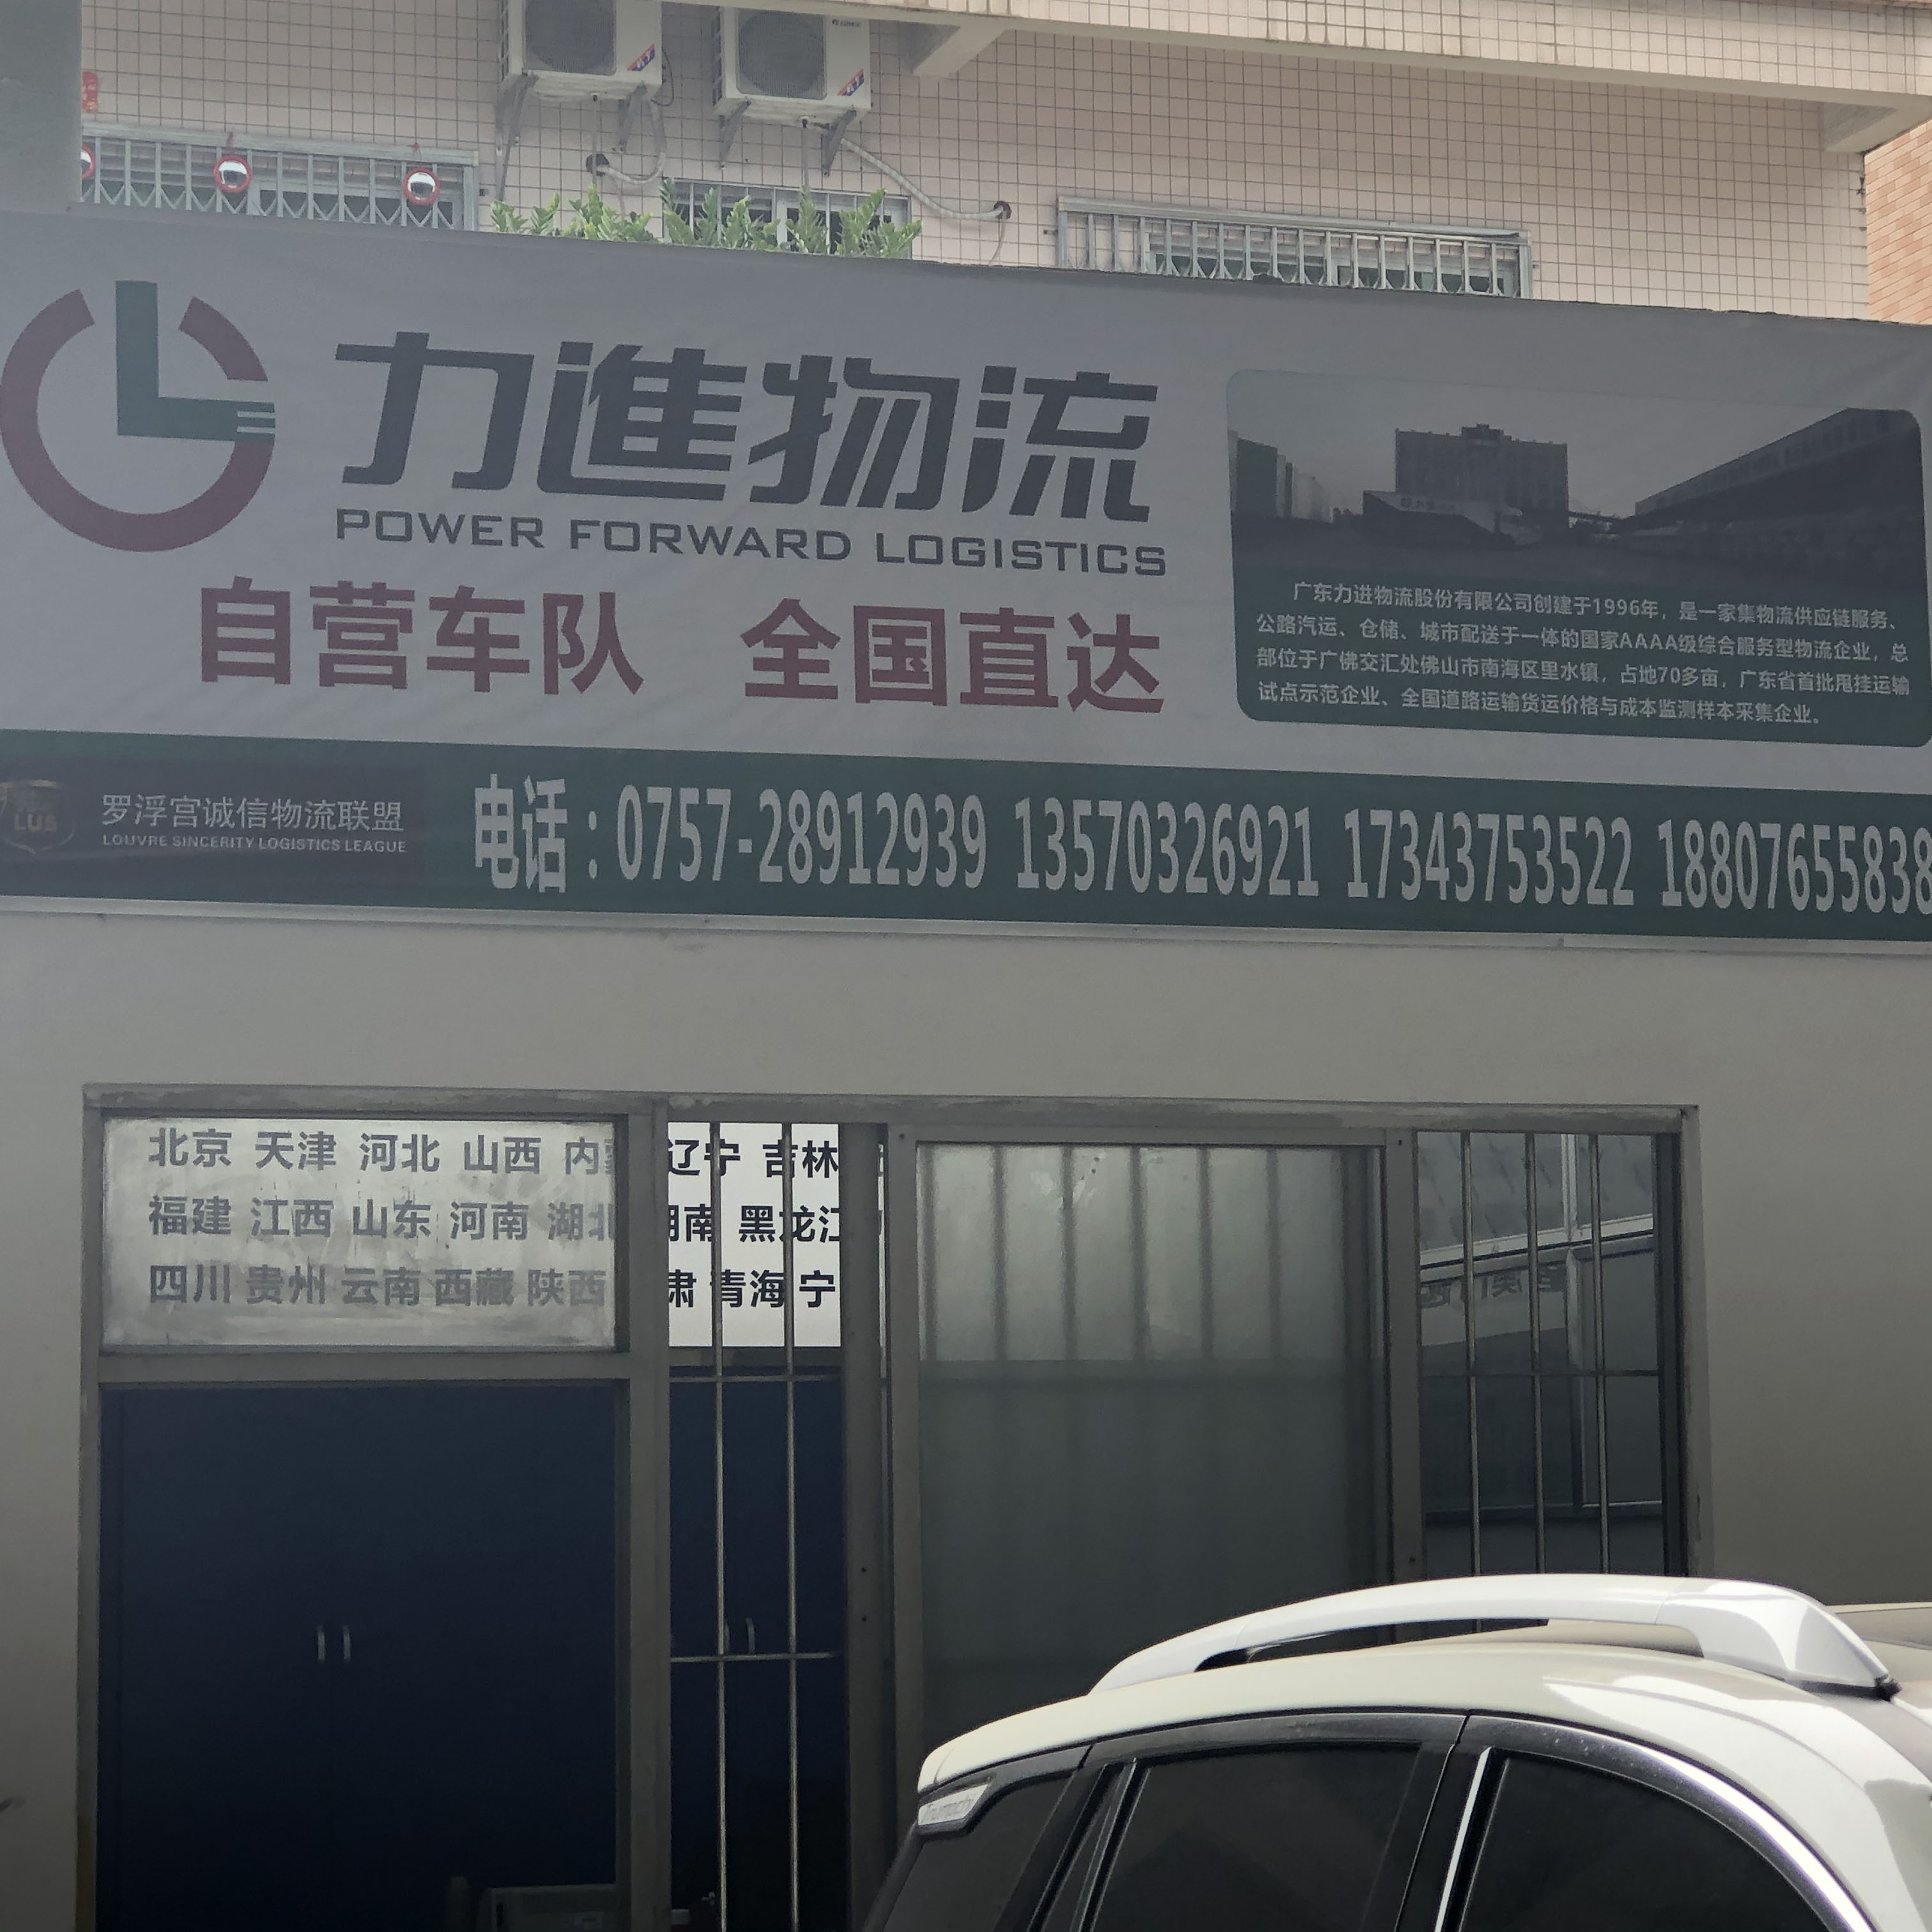 力進物流
POWER FORWARD LOGISTICS
自营车队 全国直达
广东力进物流股份有限公司创建于1996年，是一家集物流供应链服务、
公路汽运、仓储、城市配送于一体的国家AAAA级综合服务型物流企业，总
部位于广佛交汇处佛山市南海区里水镇，占地70多亩，广东省首批甩挂运输
试点示范企业、全国道路运输货运价格与成本监测样本采集企业。
LUS
罗浮宫诚信物流联盟
LOUVRE SINCERITY LOGISTICS LEAGUE
电话：0757-28912939 13570326921 17343753522 18807655838
北京 天津 河北 山西 内蒙 辽宁 吉林
福建 江西 山东 河南 湖北 湖南 黑龙江
四川 贵州 云南 西藏 陕西 肃 青海 宁
Trumpchi